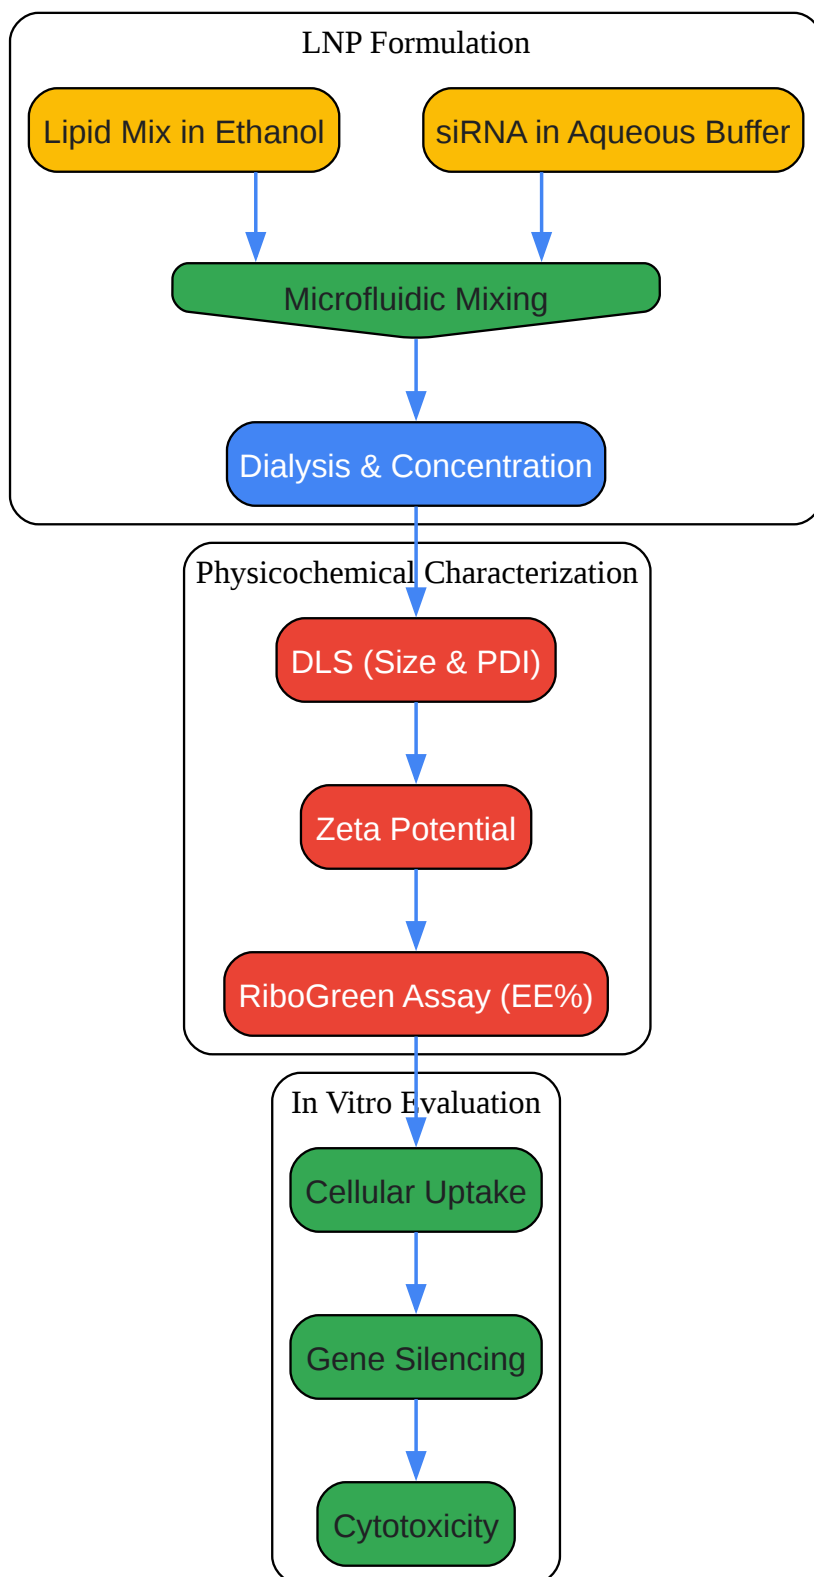 LNP Formulation
Lipid Mix in Ethanol
siRNA in Aqueous Buffer
Microfluidic Mixing
Dialysis & Concentration
Physicochemical Characterization
DLS (Size & PDI)
Zeta Potential
RiboGreen Assay (EE%)
In Vitro Evaluation
Cellular Uptake
Gene Silencing
Cytotoxicity